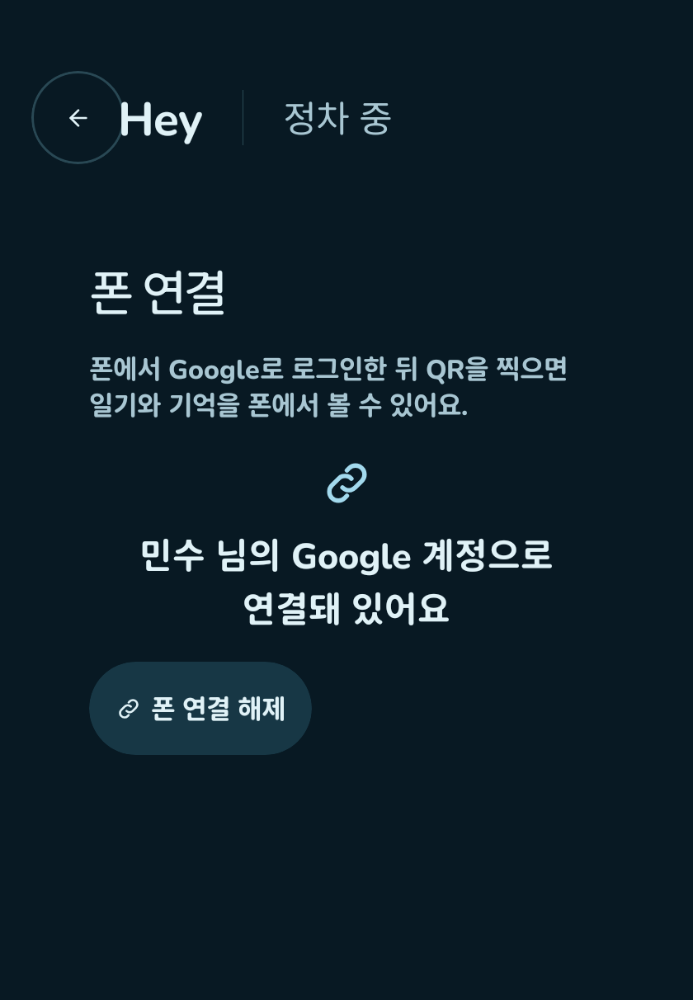 Hey
정차 중
폰 연결
폰에서 Google로 로그인한 뒤 QR을 찍으면
일기와 기억을 폰에서 볼 수 있어요.
민수 님의 Google 계정으로
연결돼 있어요
폰 연결 해제